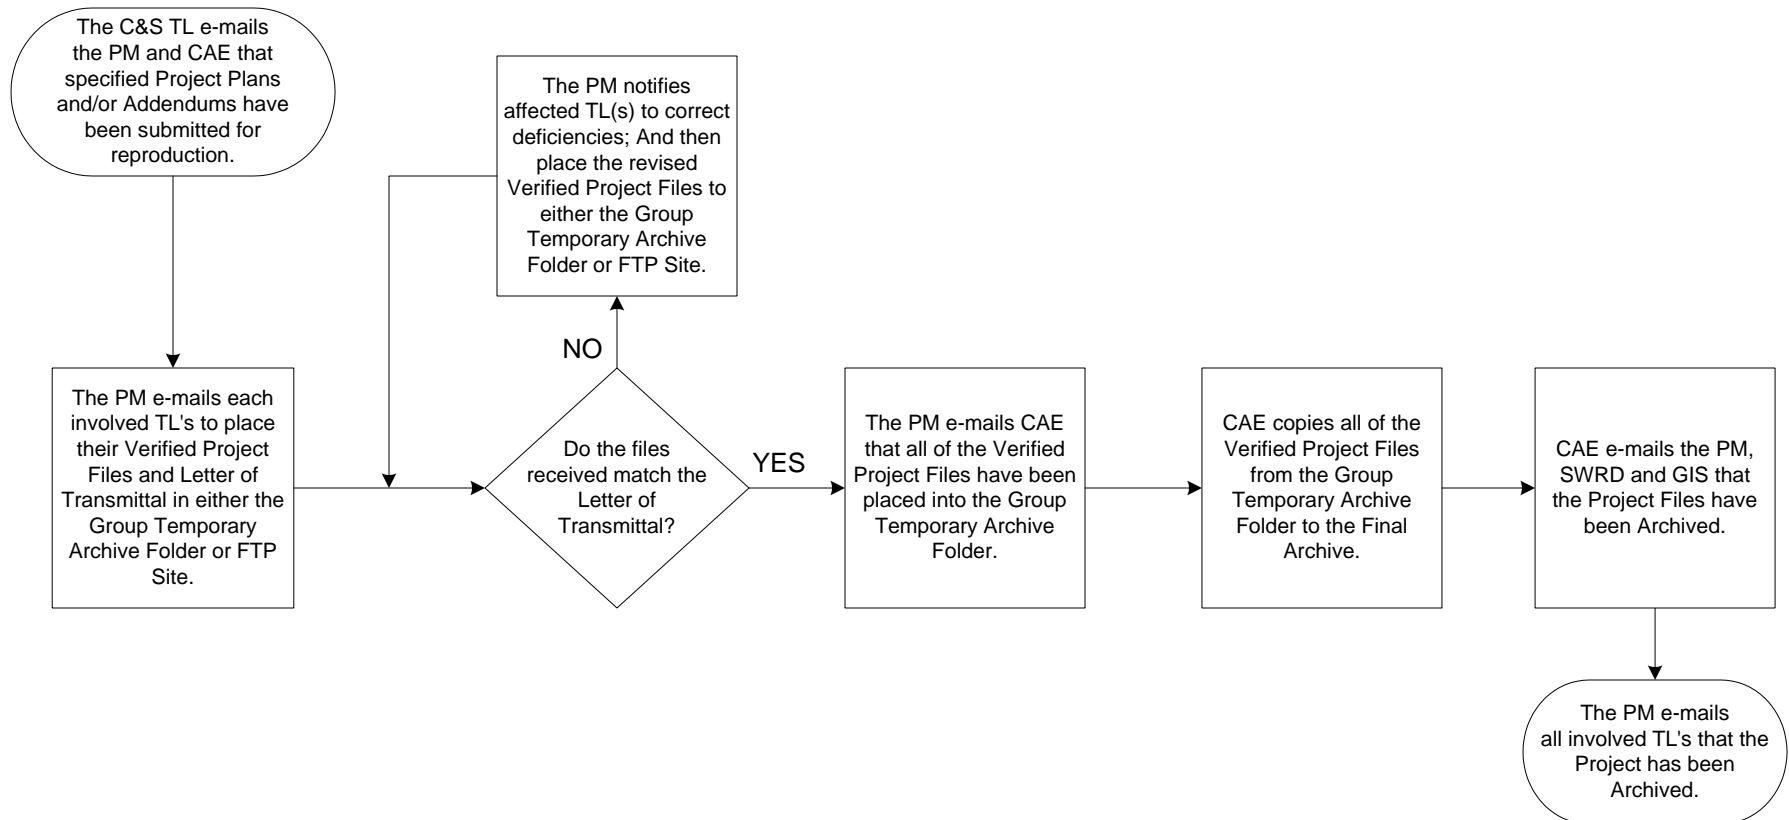 The C&S TL e-mails
the PM and CAE that
specified Project Plans
and/or Addendums have
been submitted for
reproduction.
The PM e-mails each
involved TL's to place
their Verified Project
Files and Letter of
Transmittal in either the
Group Temporary
Archive Folder or FTP
Site.
Do the files
received match the
Letter of
Transmittal?
NO
The PM notifies
affected TL(s) to correct
deficiencies; And then
place the revised
Verified Project Files to
either the Group
Temporary Archive
Folder or FTP Site.
YES
The PM e-mails CAE
that all of the Verified
Project Files have been
placed into the Group
Temporary Archive
Folder.
CAE copies all of the
Verified Project Files
from the Group
Temporary Archive
Folder to the Final
Archive.
CAE e-mails the PM,
SWRD and GIS that
the Project Files have
been Archived.
The PM e-mails
all involved TL's that the
Project has been
Archived.